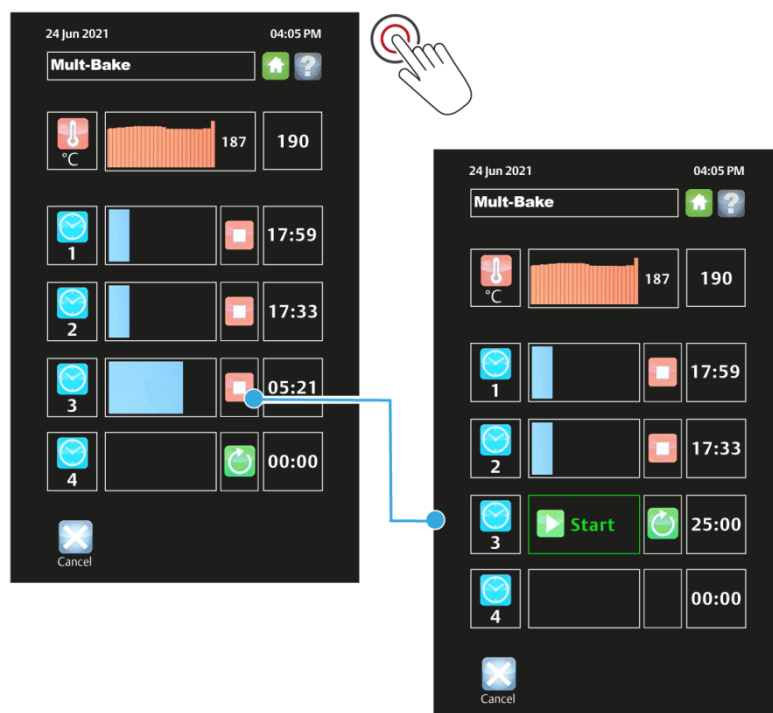 24 Jun 2021 04:05 PM
Mult-Bake ?
°C 187 190
1 17:59
2 17:33
3 05:21
4 00:00
Cancel
24 Jun 2021 04:05 PM
Mult-Bake ?
°C 187 190
1 17:59
2 17:33
3 Start 25:00
4 00:00
Cancel